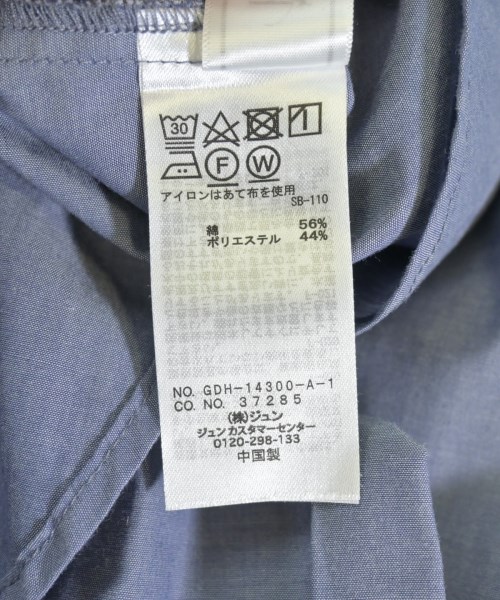 30
F W
アイロンはあて布を使用
SB-110
綿 56%
ポリエステル 44%
NO. GDH-14300-A-1
CO. NO. 37285
(株)ジュン
ジュンカスタマーセンター
0120-298-133
中国製